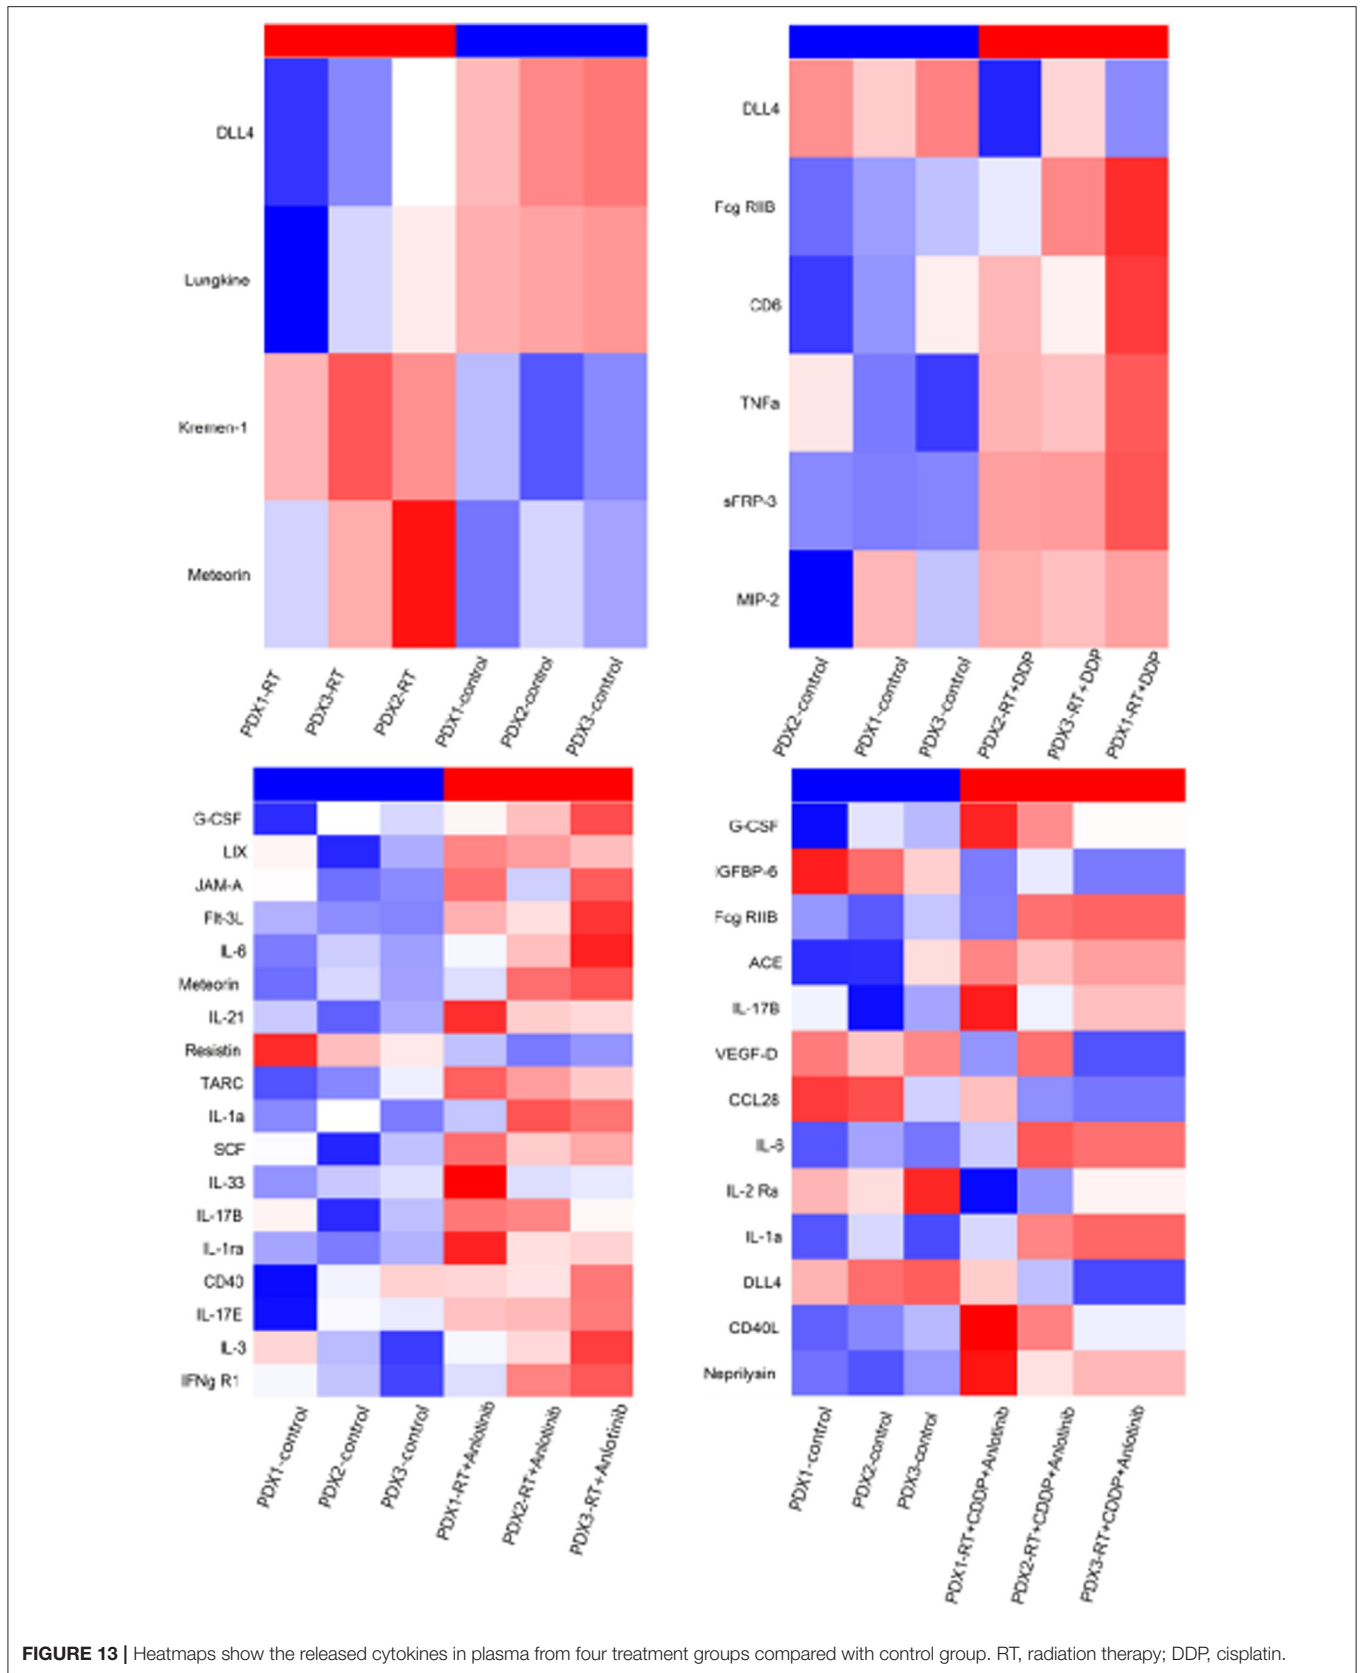 DLL4
Lungkine
Kremen-1
Meteorin
PDX1-RT
PDX3-RT
PDX2-RT
PDX1-control
PDX2-control
PDX3-control
DLL4
Fcg RIIB
CD6
TNFa
sFRP-3
MIP-2
PDX2-control
PDX1-control
PDX3-control
PDX2-RT+DDP
PDX3-RT+DDP
PDX1-RT+DDP
G-CSF
LIX
JAM-A
Flt-3L
IL-6
Meteorin
IL-21
Resistin
TARC
IL-1a
SCF
IL-33
IL-17B
IL-1ra
CD40
IL-17E
IL-3
IFNg R1
PDX1-control
PDX2-control
PDX3-control
PDX1-RT+Anlotinib
PDX2-RT+Anlotinib
PDX3-RT+Anlotinib
G-CSF
IGFBP-6
Fcg RIIB
ACE
IL-17B
VEGF-D
CCL28
IL-6
IL-2 Ra
IL-1a
DLL4
CD40L
Neprilysin
PDX1-control
PDX2-control
PDX3-control
PDX1-RT+CDDP+Anlotinib
PDX2-RT+CDDP+Anlotinib
PDX3-RT+CDDP+Anlotinib
FIGURE 13 | Heatmaps show the released cytokines in plasma from four treatment groups compared with control group. RT, radiation therapy; DDP, cisplatin.